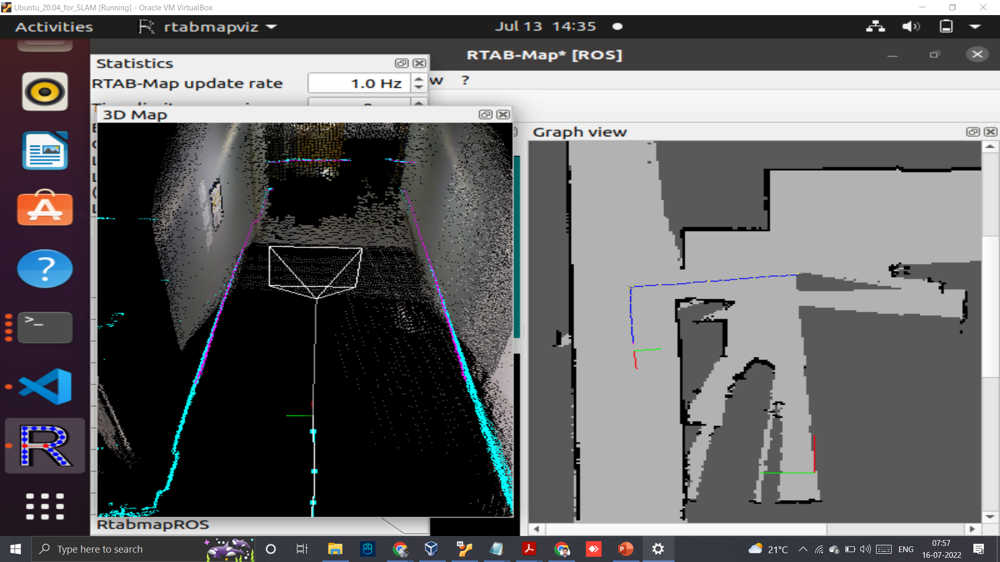 Ubuntu_20.04_for_SLAM [Running] - Oracle VM VirtualBox
Activities
rtabmapviz
Jul 13 14:35
RTAB-Map* [ROS]
Statistics
RTAB-Map update rate
1.0 Hz
w ?
3D Map
Graph view
RtabmapROS
Type here to search
21°C
ENG
07:57
16-07-2022